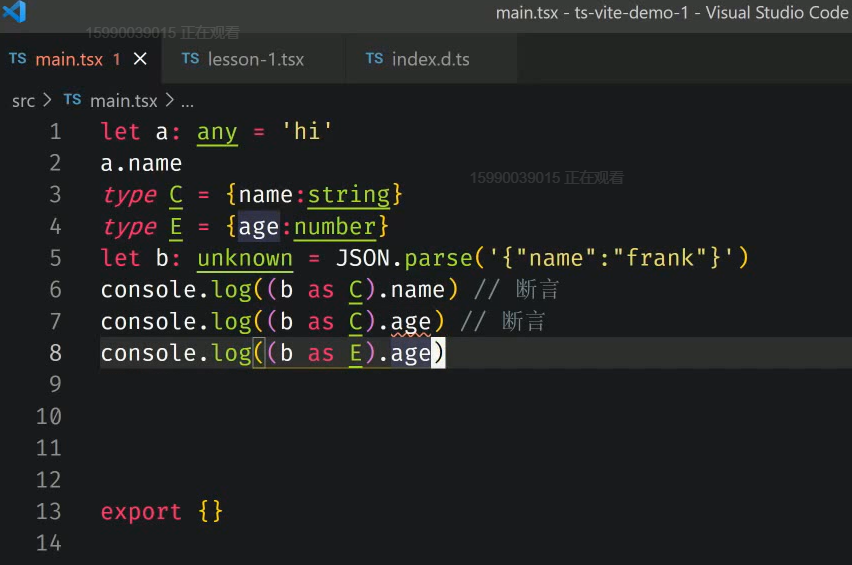 main.tsx - ts-vite-demo-1 - Visual Studio Code
15990039015 正在观看
TS main.tsx 1 TS lesson-1.tsx TS index.d.ts
src > TS main.tsx > ...
1 let a: any = 'hi'
2 a.name
15990039015 正在观看
3 type C = {name:string}
4 type E = {age:number}
5 let b: unknown = JSON.parse('{"name":"frank"}')
6 console.log((b as C).name) // 断言
7 console.log((b as C).age) // 断言
8 console.log((b as E).age)
9
10
11
12
13 export {}
14